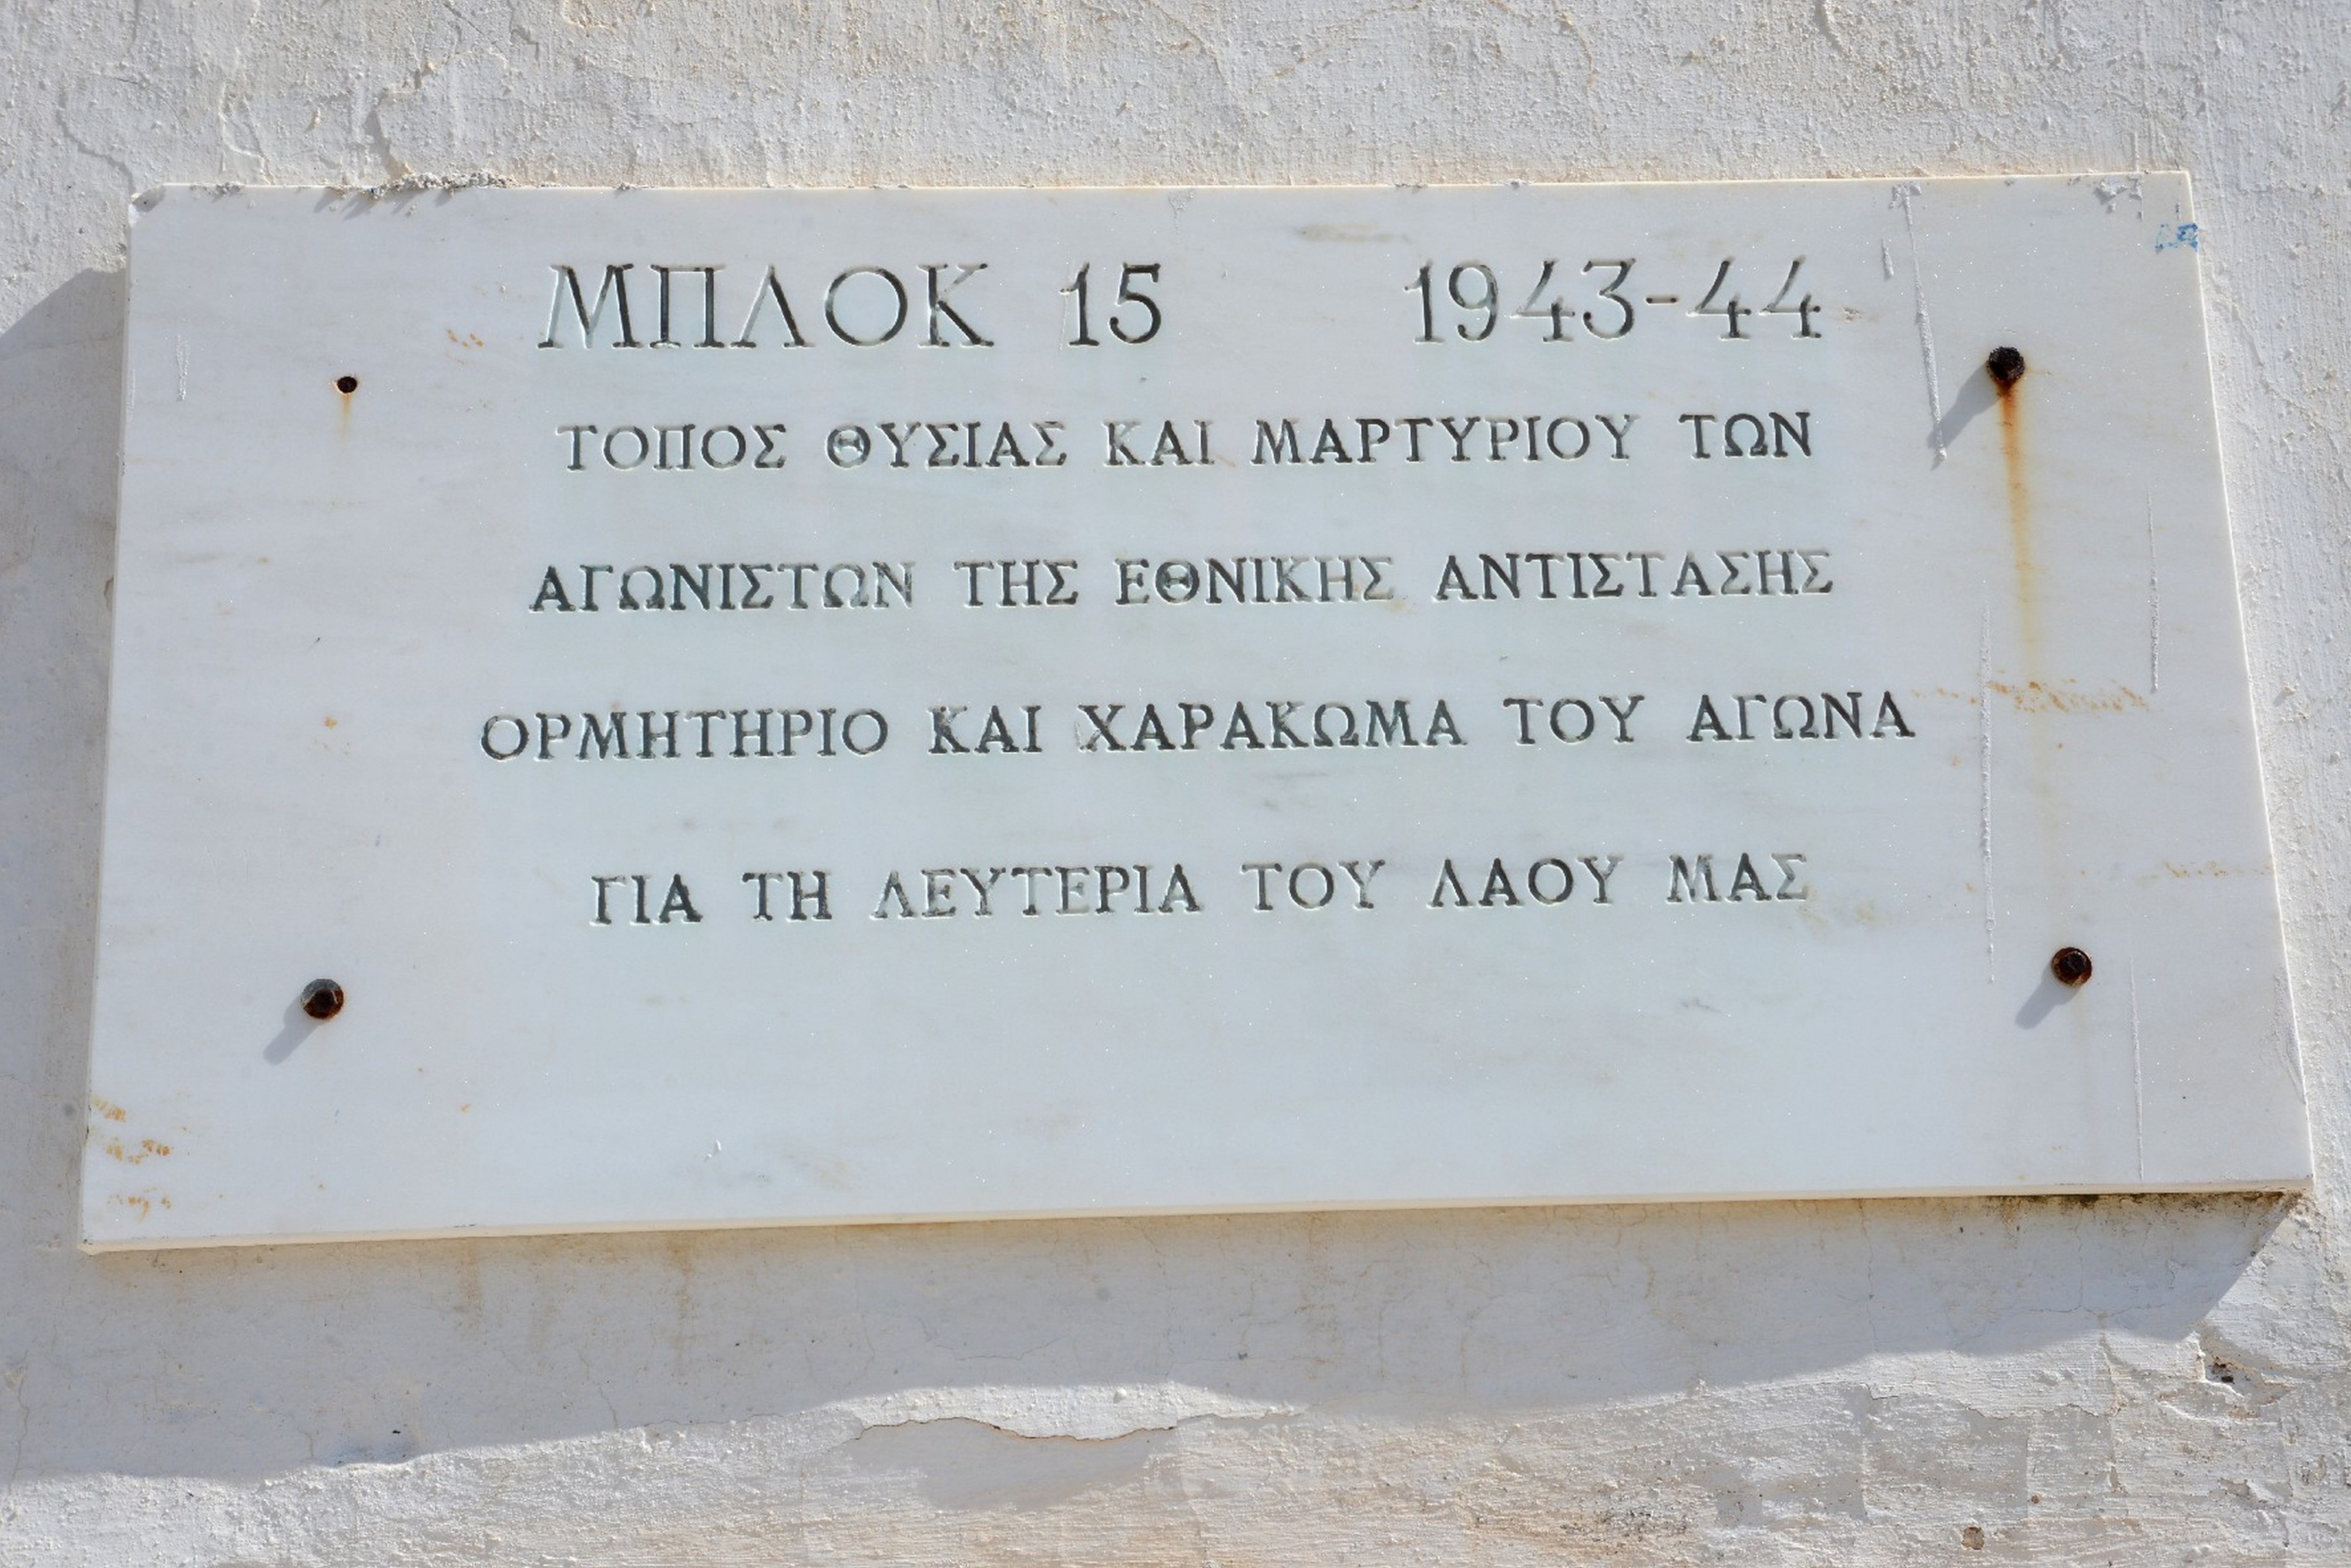 ΜΠΛΟΚ 15 1943-44
ΤΟΠΟΣ ΘΥΣΙΑΣ ΚΑΙ ΜΑΡΤΥΡΙΟΥ ΤΩΝ
ΑΓΩΝΙΣΤΩΝ ΤΗΣ ΕΘΝΙΚΗΣ ΑΝΤΙΣΤΑΣΗΣ
ΟΡΜΗΤΗΡΙΟ ΚΑΙ ΧΑΡΑΚΩΜΑ ΤΟΥ ΑΓΩΝΑ
ΓΙΑ ΤΗ ΛΕΥΤΕΡΙΑ ΤΟΥ ΛΑΟΥ ΜΑΣ